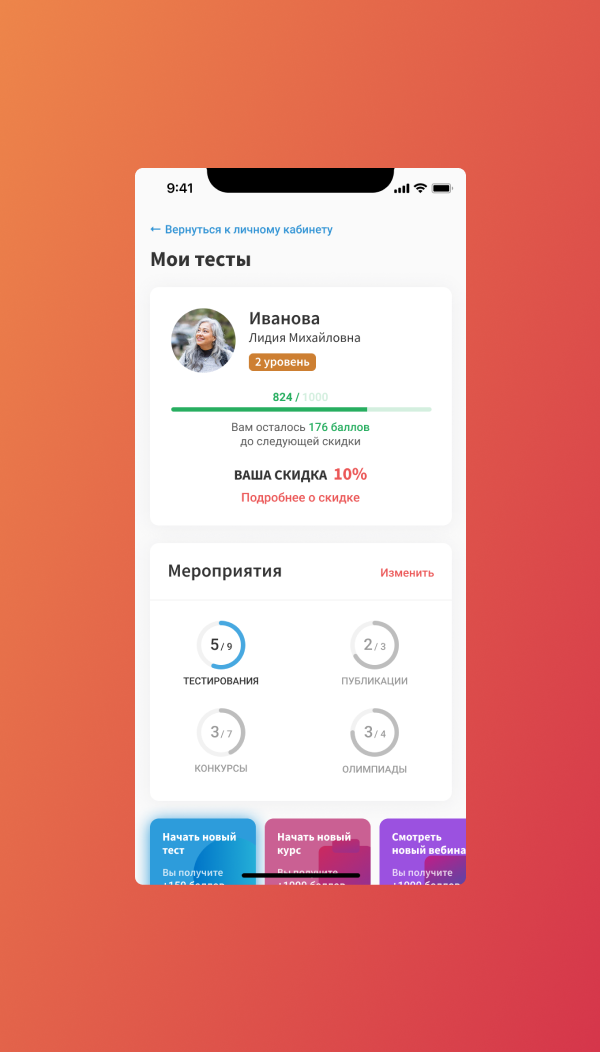 9:41
← Вернуться к личному кабинету
Мои тесты
Иванова
Лидия Михайловна
2 уровень
824 / 1000
Вам осталось 176 баллов
до следующей скидки
ВАША СКИДКА 10%
Подробнее о скидке
Мероприятия
Изменить
5 / 9
ТЕСТИРОВАНИЯ
2 / 3
ПУБЛИКАЦИИ
3 / 7
КОНКУРСЫ
3 / 4
ОЛИМПИАДЫ
Начать новый
тест
Вы получите
+150 баллов
Начать новый
курс
Вы получите
+1000 баллов
Смотреть
новый вебина
Вы получите
+1000 баллов